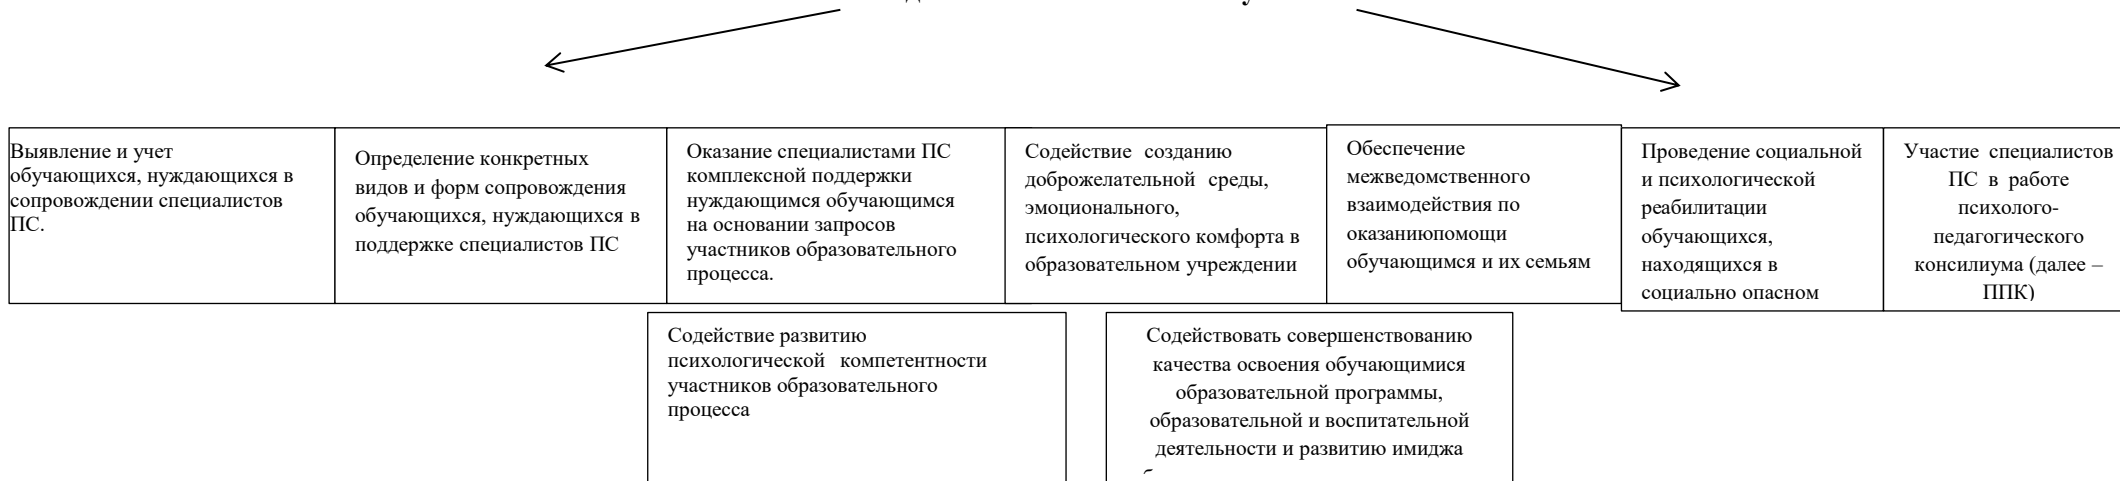 Выявление и учет
обучающихся, нуждающихся в
сопровождении специалистов
ПС.
Определение конкретных
видов и форм сопровождения
обучающихся, нуждающихся в
поддержке специалистов ПС
Оказание специалистами ПС
комплексной поддержки
нуждающимся обучающимся
на основании запросов
участников образовательного
процесса.
Содействие созданию
доброжелательной среды,
эмоционального,
психологического комфорта в
образовательном учреждении
Обеспечение
межведомственного
взаимодействия по
оказаниюпомощи
обучающимся и их семьям
Проведение социальной
и психологической
реабилитации
обучающихся,
находящихся в
социально опасном
Участие специалистов
ПС в работе
психолого-
педагогического
консилиума (далее –
ППК)
Содействие развитию
психологической компетентности
участников образовательного
процесса
Содействовать совершенствованию
качества освоения обучающимися
образовательной программы,
образовательной и воспитательной
деятельности и развитию имиджа